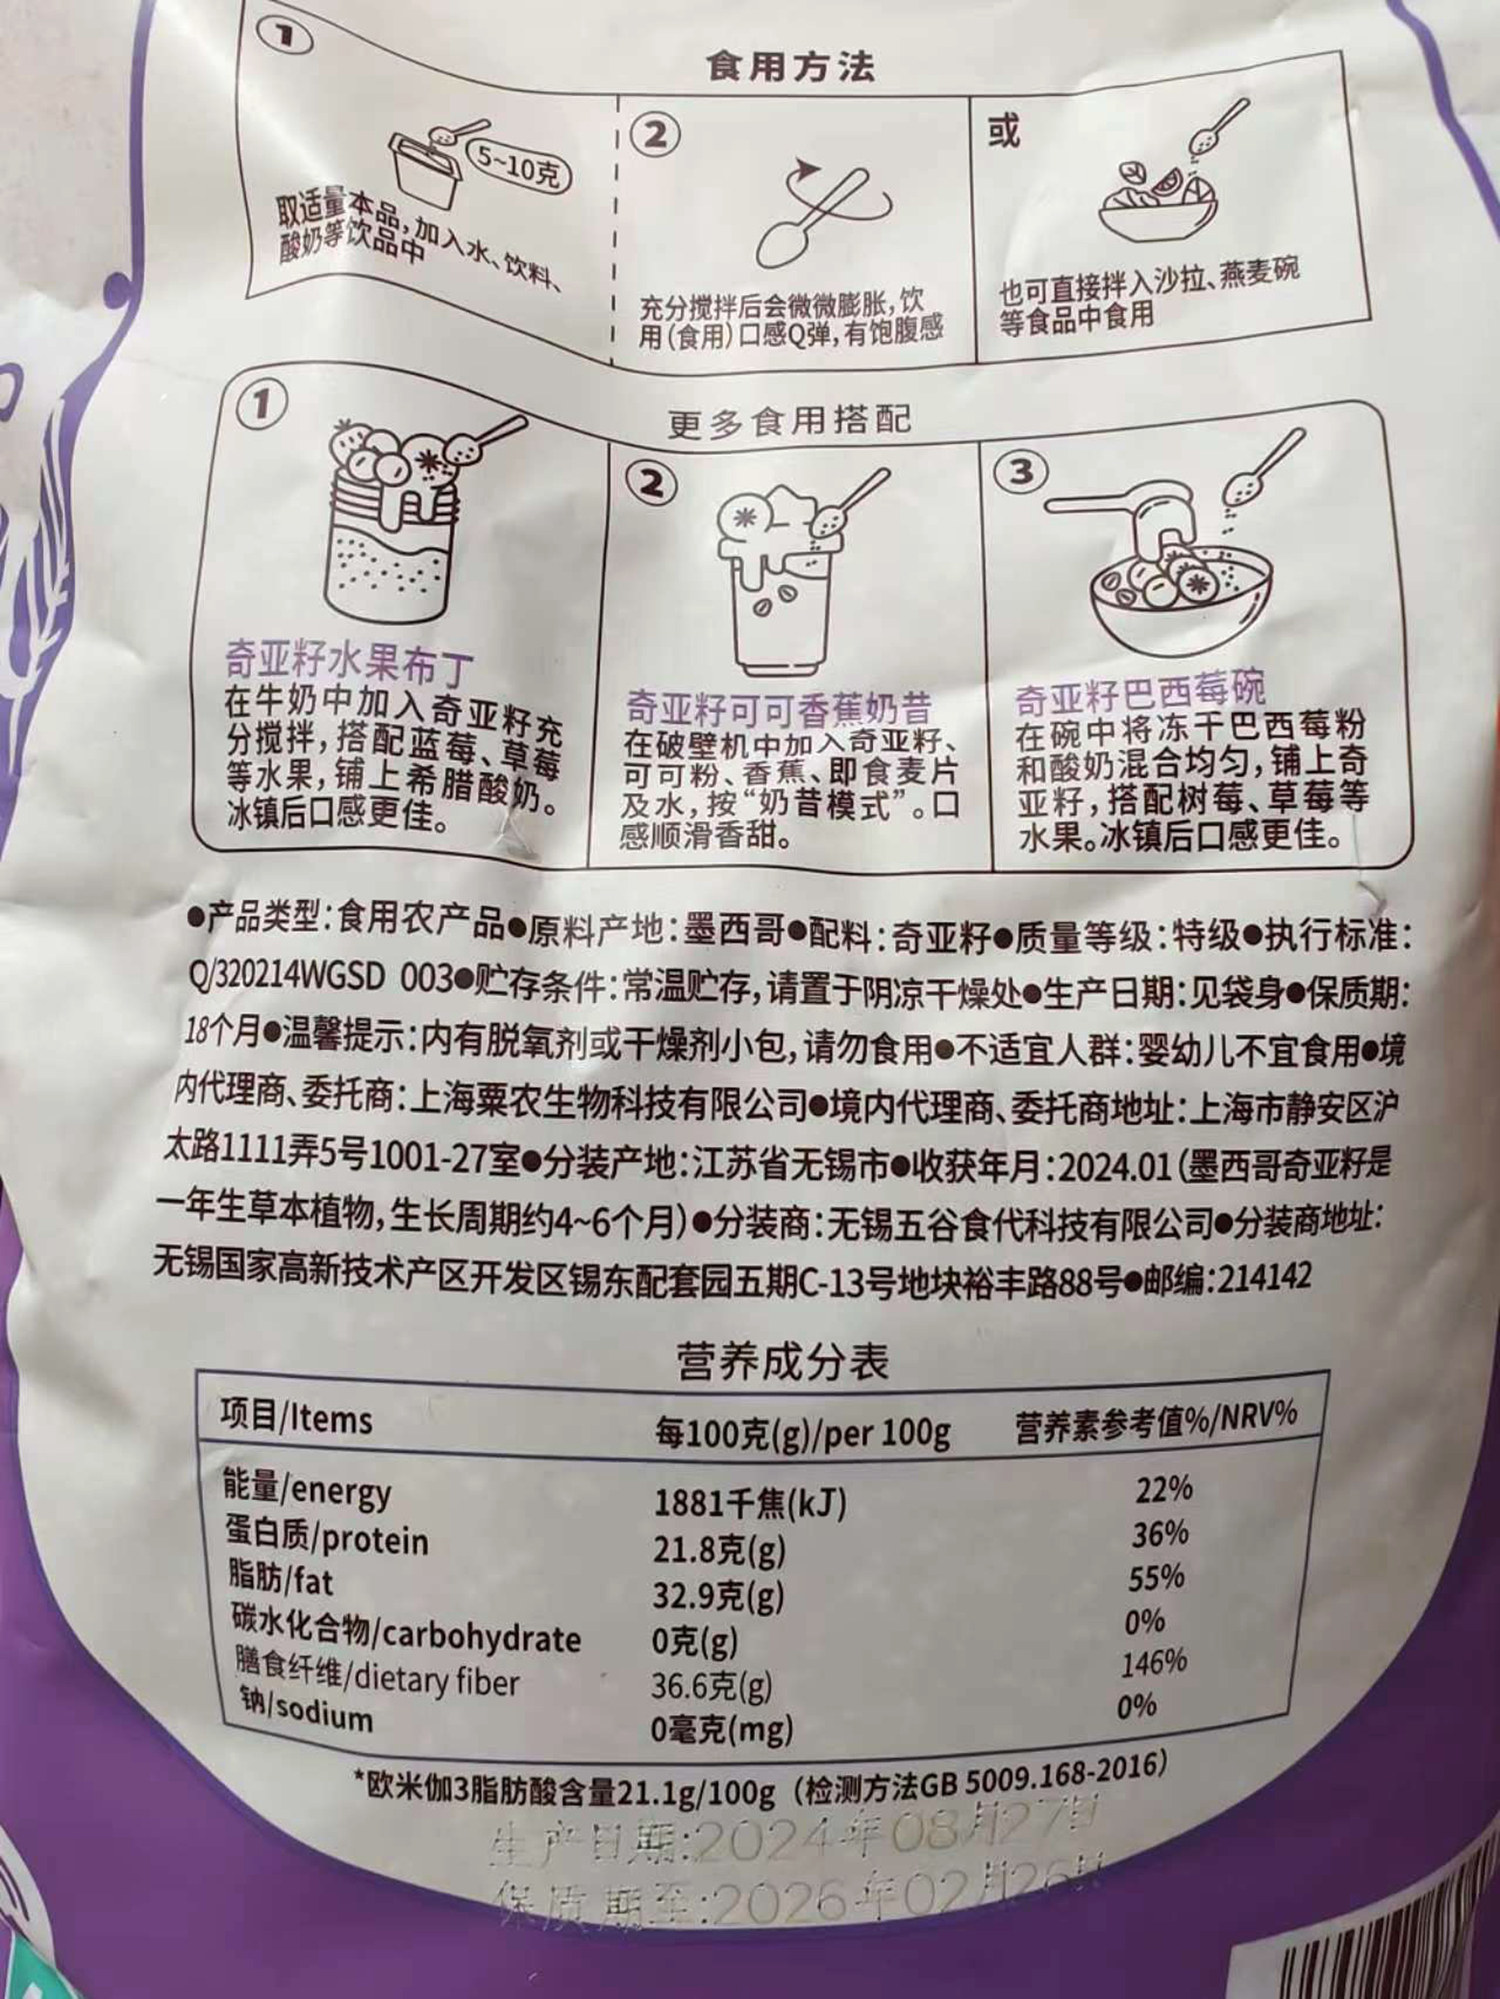 食用方法
1
5~10克
取适量本品,加入水、饮料、
酸奶等饮品中
2
充分搅拌后会微微膨胀,饮
用(食用)口感Q弹,有饱腹感
或
也可直接拌入沙拉、燕麦碗
等食品中食用
更多食用搭配
1
奇亚籽水果布丁
在牛奶中加入奇亚籽充
分搅拌,搭配蓝莓、草莓
等水果,铺上希腊酸奶。
冰镇后口感更佳。
2
奇亚籽可可香蕉奶昔
在破壁机中加入奇亚籽、
可可粉、香蕉、即食麦片
及水,按“奶昔模式”。口
感顺滑香甜。
3
奇亚籽巴西莓碗
在碗中将冻干巴西莓粉
和酸奶混合均匀,铺上奇
亚籽,搭配树莓、草莓等
水果。冰镇后口感更佳。
●产品类型:食用农产品●原料产地:墨西哥●配料:奇亚籽●质量等级:特级●执行标准:
Q/320214WGSD 003●贮存条件:常温贮存,请置于阴凉干燥处●生产日期:见袋身●保质期:
18个月●温馨提示:内有脱氧剂或干燥剂小包,请勿食用●不适宜人群:婴幼儿不宜食用●境
内代理商、委托商:上海粟农生物科技有限公司●境内代理商、委托商地址:上海市静安区沪
太路1111弄5号1001-27室●分装产地:江苏省无锡市●收获年月:2024.01(墨西哥奇亚籽是
一年生草本植物,生长周期约4~6个月)●分装商:无锡五谷食代科技有限公司●分装商地址:
无锡国家高新技术产区开发区锡东配套园五期C-13号地块裕丰路88号●邮编:214142
营养成分表
项目/Items 每100克(g)/per 100g 营养素参考值%/NRV%
能量/energy 1881千焦(kJ) 22%
蛋白质/protein 21.8克(g) 36%
脂肪/fat 32.9克(g) 55%
碳水化合物/carbohydrate 0克(g) 0%
膳食纤维/dietary fiber 36.6克(g) 146%
钠/sodium 0毫克(mg) 0%
*欧米伽3脂肪酸含量21.1g/100g(检测方法GB 5009.168-2016)
生产日期:2024年08月27日
保质期至:2026年02月26日